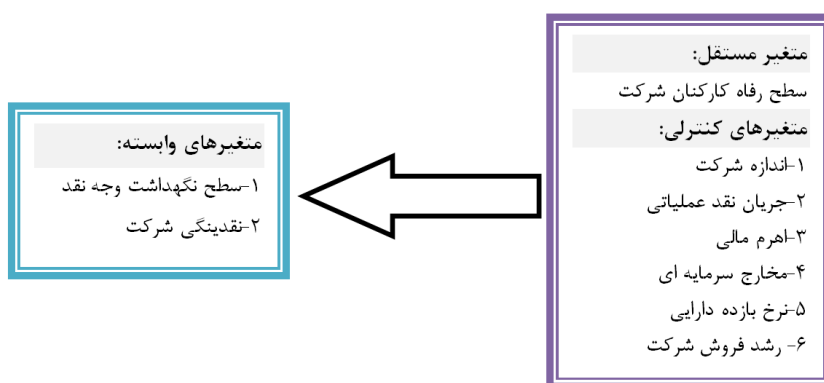 متغیر مستقل:
سطح رفاه کارکنان شرکت
متغیرهای کنترلی:
۱-اندازه شرکت
۲-جریان نقد عملیاتی
۳-اهرم مالی
۴-مخارج سرمایه ای
۵-نرخ بازده دارایی
۶- رشد فروش شرکت
متغیرهای وابسته:
۱-سطح نگهداشت وجه نقد
۲-نقدینگی شرکت